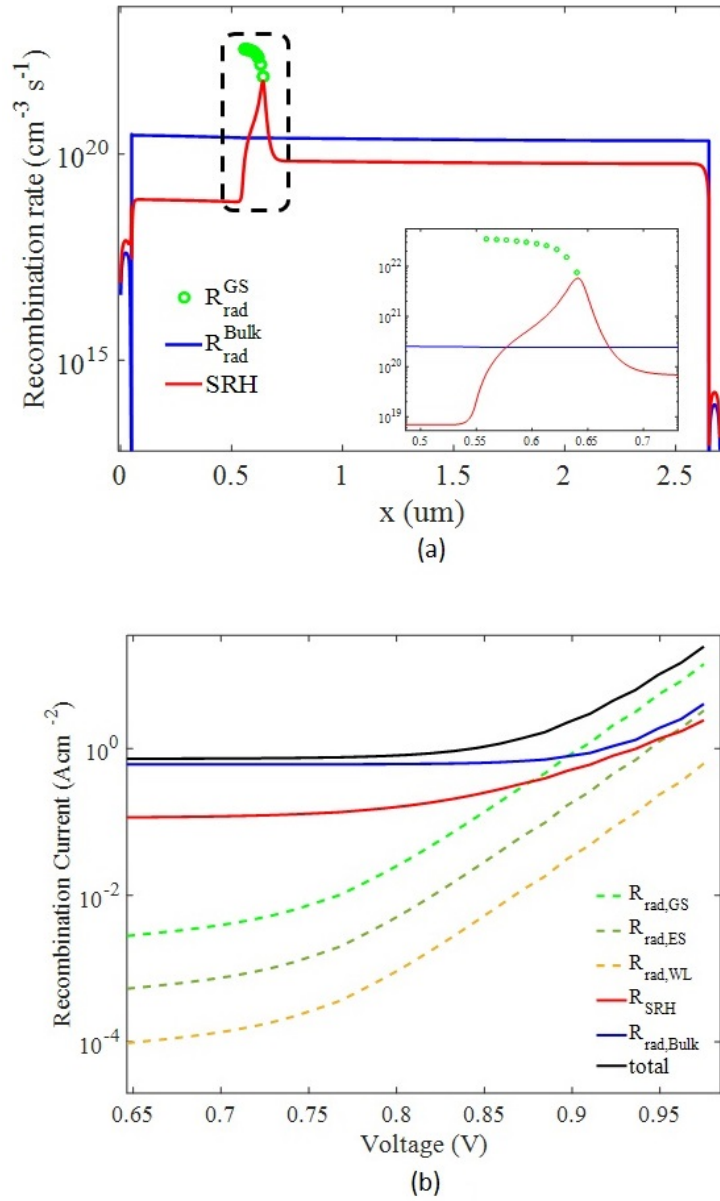 Recombination rate (cm⁻³ s⁻¹)
10²⁰
10¹⁵
R_rad^GS
R_rad^Bulk
SRH
10²²
10²¹
10²⁰
10¹⁹
0.5 0.55 0.6 0.65 0.7
0 0.5 1 1.5 2 2.5
x (um)
(a)
Recombination Current (Acm⁻²)
10⁰
10⁻²
10⁻⁴
R_rad,GS
R_rad,ES
R_rad,WL
R_SRH
R_rad,Bulk
total
0.65 0.7 0.75 0.8 0.85 0.9 0.95
Voltage (V)
(b)